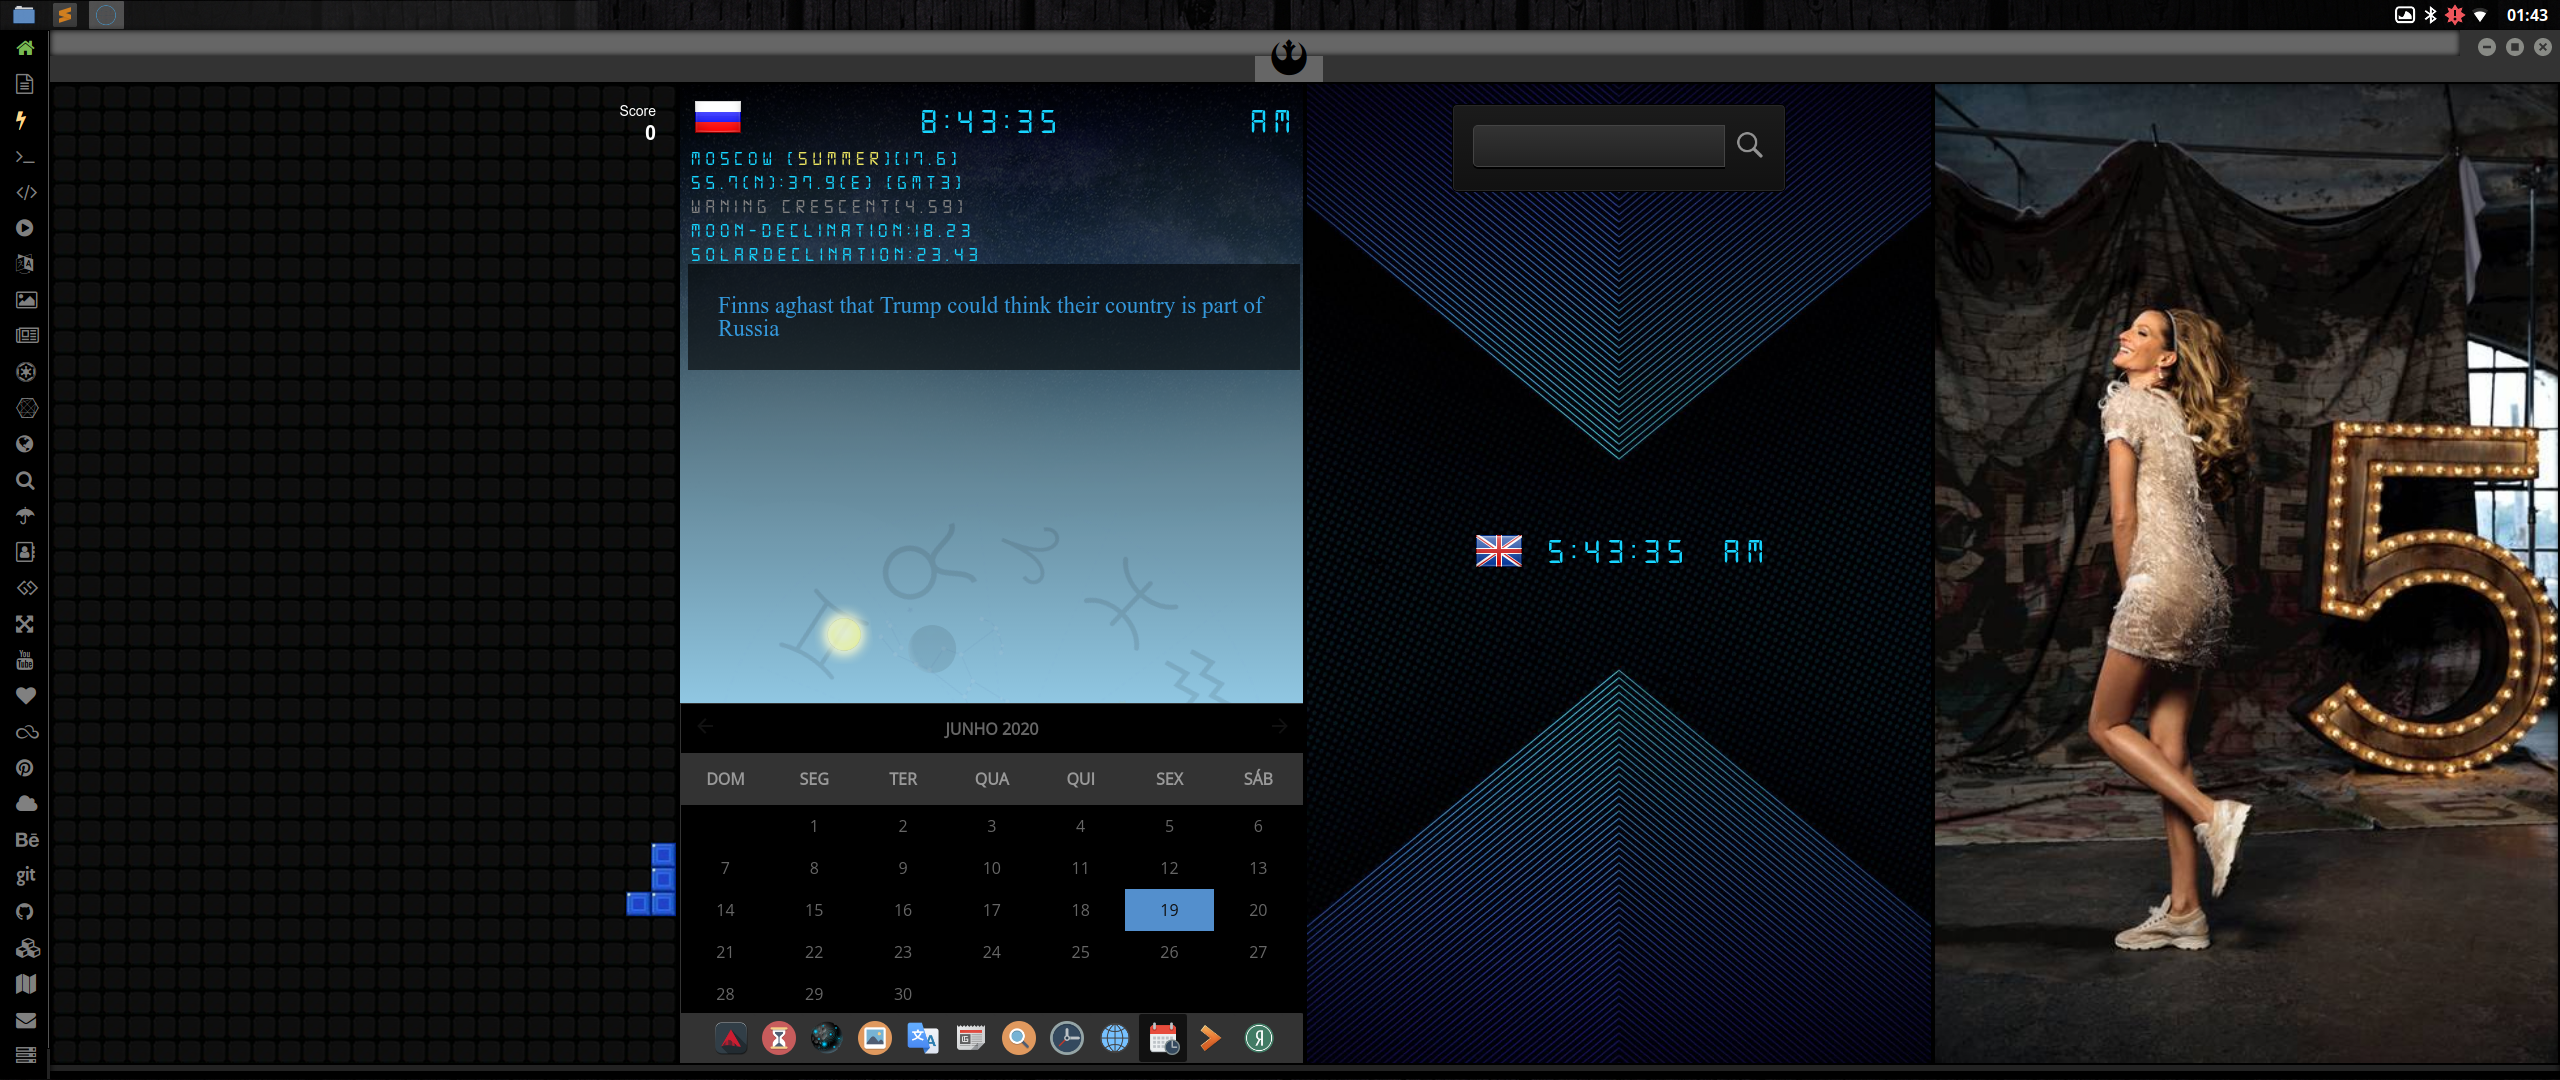 01:43
Score
0
8:43:35 AM
MOSCOW (SUMMER)(17.6)
55.7(N):37.9(E) (GMT3)
WANING CRESCENT(4.59)
MOON-DECLINATION:18.23
SOLARDECLINATION:23.43
Finns aghast that Trump could think their country is part of
Russia
JUNHO 2020
DOM SEG TER QUA QUI SEX SÁB
1 2 3 4 5 6
7 8 9 10 11 12 13
14 15 16 17 18 19 20
21 22 23 24 25 26 27
28 29 30
5:43:35 AM
5
You
Tube
Bē
git